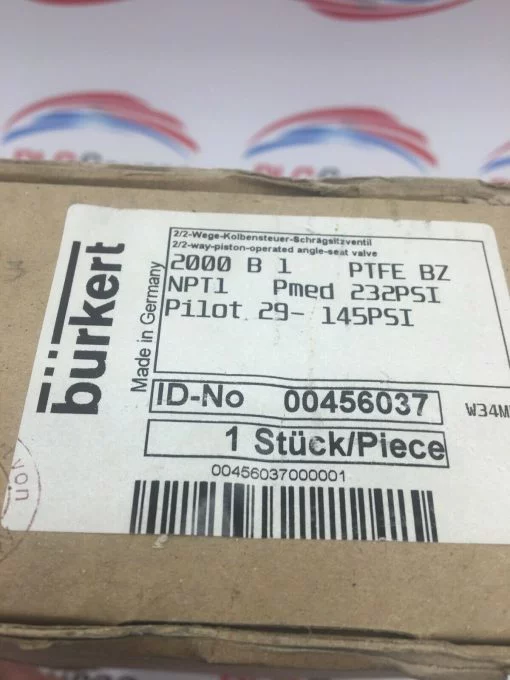 2/2-Wege-Kolbensteuer-Schrägsitzventil
2/2-way-piston-operated angle-seat valve
2000 B 1 PTFE BZ
NPT1 Pmed 232PSI
Pilot 29- 145PSI
bürkert
Made in Germany
ID-No 00456037
W34M
1 Stück/Piece
00456037000001
von